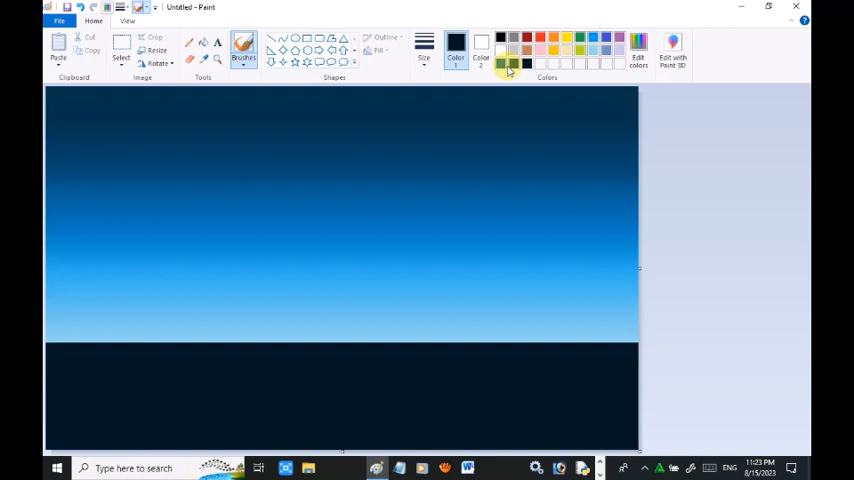 Untitled - Paint
File Home View
Paste Cut Copy Clipboard
Select Crop Resize Rotate Image
A Tools
Brushes
Outline Fill Shapes
Size
Color 1 Color 2 Edit colors Colors
Edit with Paint 3D
Type here to search
ENG 11:23 PM 8/15/2023